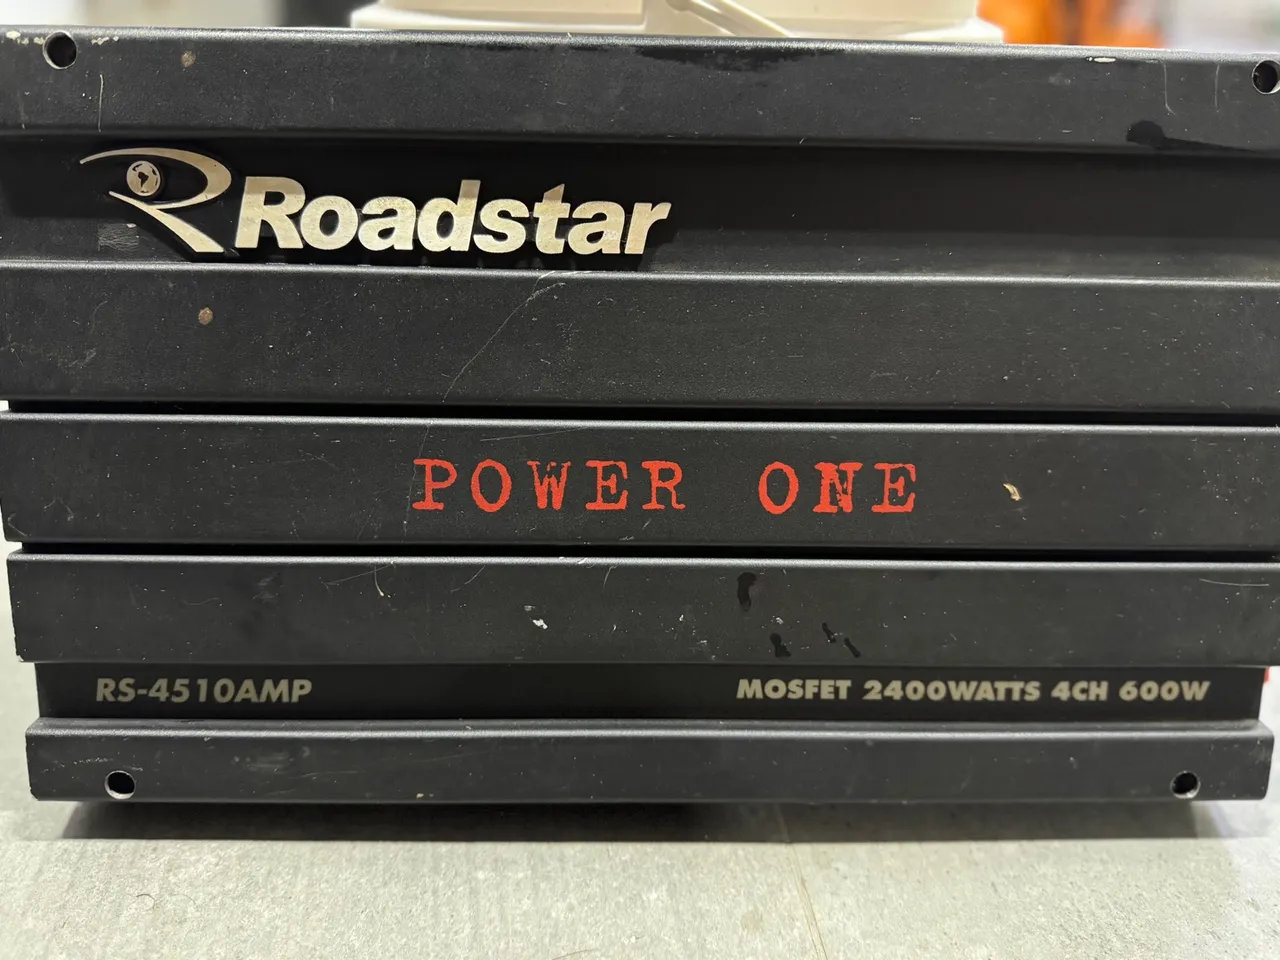 Roadstar
POWER ONE
RS-4510AMP
MOSFET 2400WATTS 4CH 600W